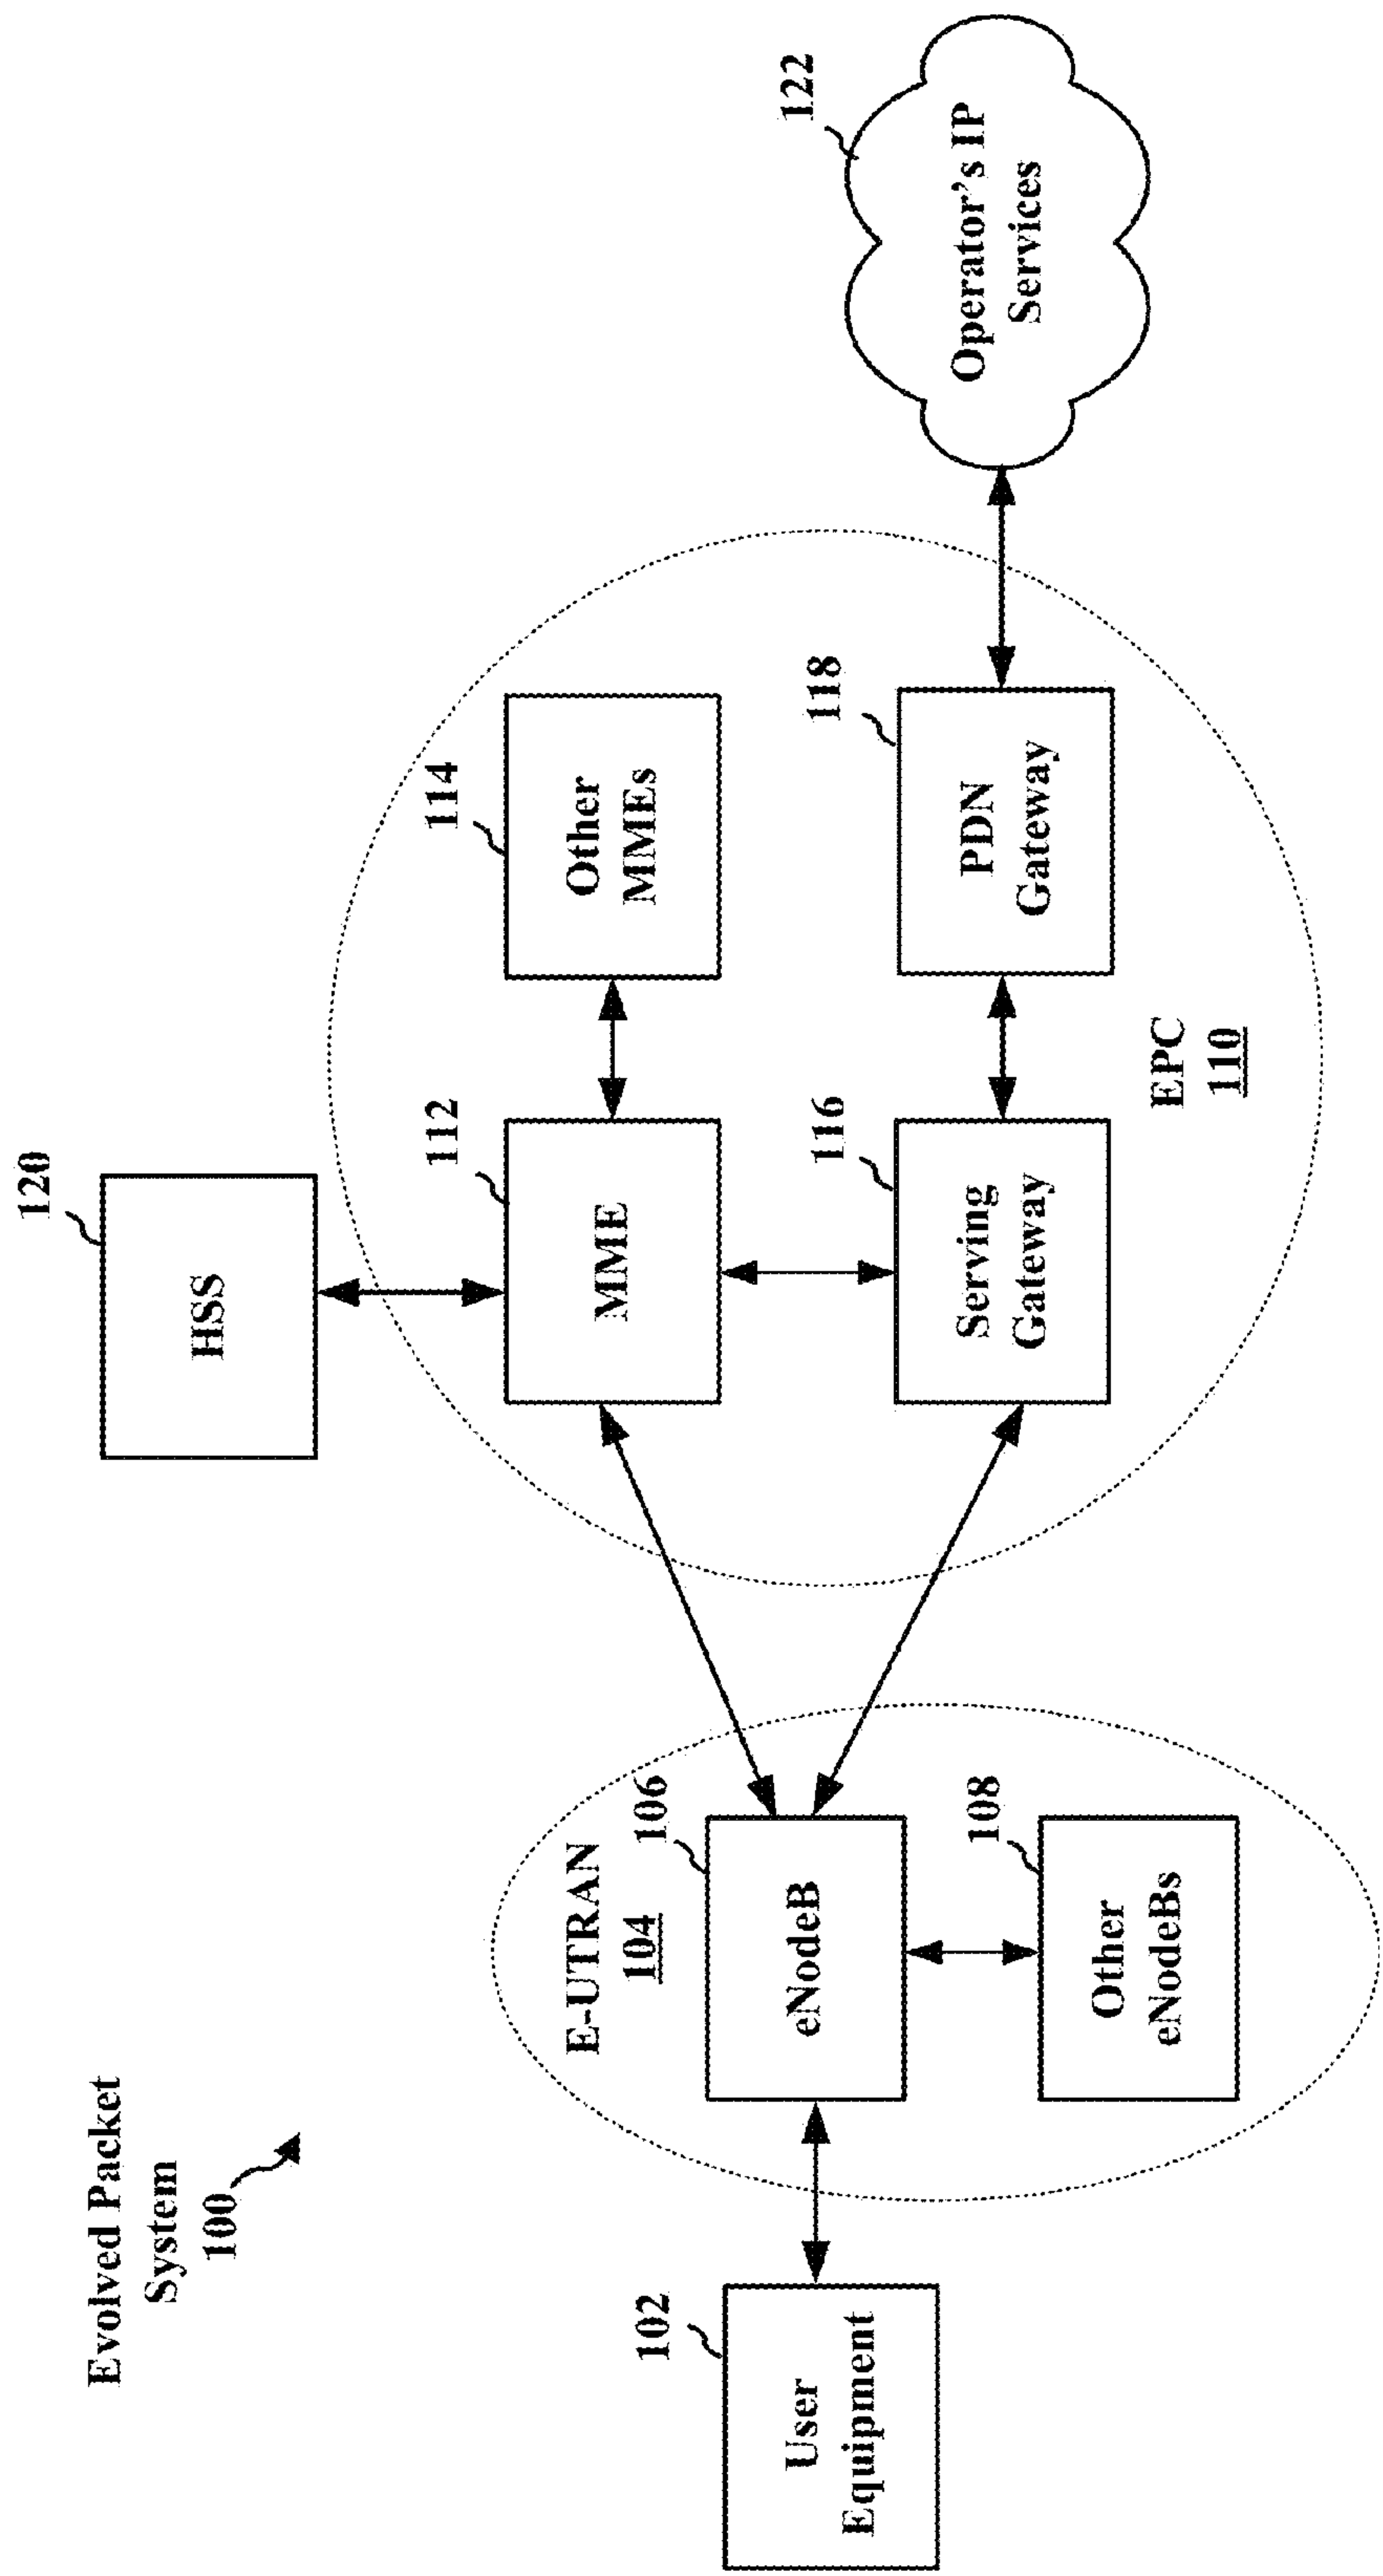 Evolved Packet
System
100
120
HSS
E-UTRAN
104
102
User
Equipment
106
eNodeB
108
Other
eNodeBs
112
MME
114
Other
MMEs
116
Serving
Gateway
118
PDN
Gateway
EPC
110
122
Operator's IP
Services